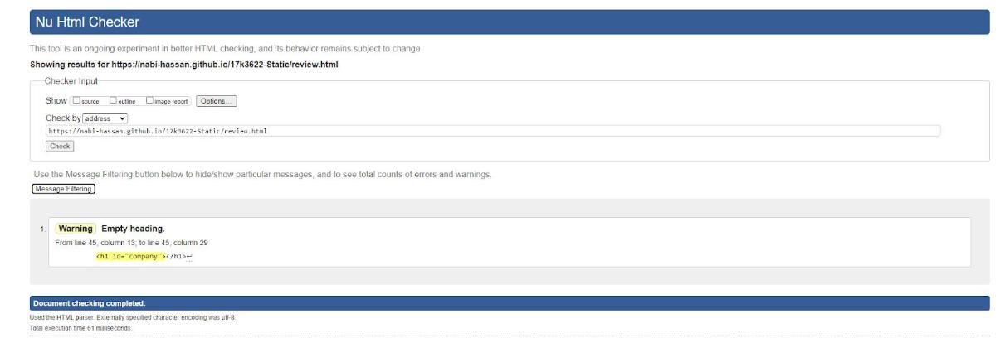 Nu Html Checker
This tool is an ongoing experiment in better HTML checking, and its behavior remains subject to change
Showing results for https://nabi-hassan.github.io/17k3622-Static/review.html
Checker Input
Show source outline image report Options...
Check by address
https://nabi-hassan.github.io/17k3622-Static/review.html
Check
Use the Message Filtering button below to hide/show particular messages, and to see total counts of errors and warnings.
Message Filtering
1. Warning Empty heading.
From line 45, column 13; to line 45, column 29
<h1 id="company"></h1>↩
Document checking completed.
Used the HTML parser. Externally specified character encoding was utf-8.
Total execution time 61 milliseconds.